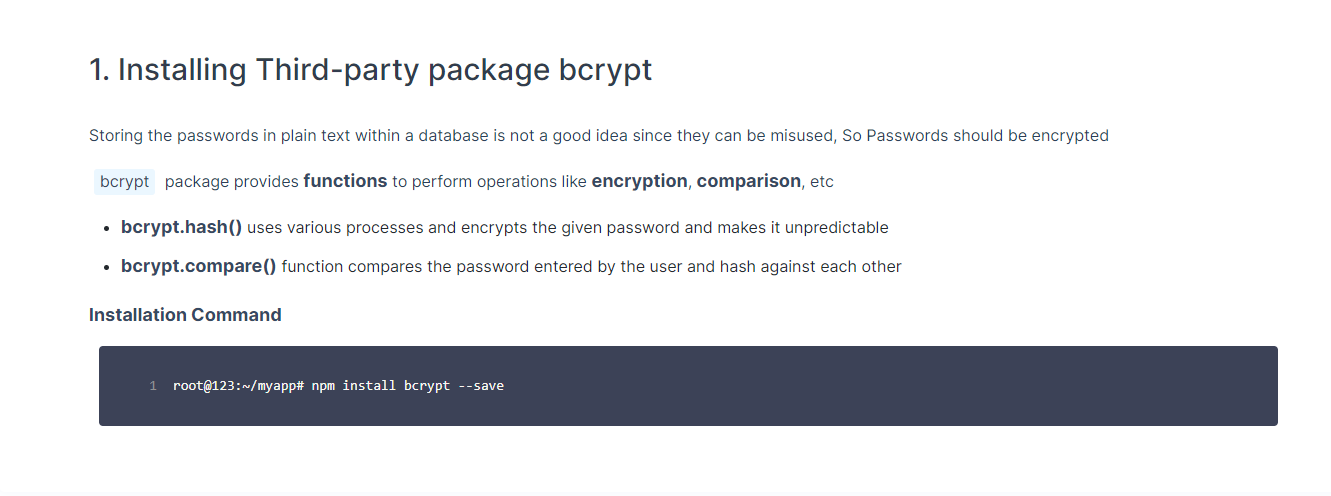 1. Installing Third-party package bcrypt
Storing the passwords in plain text within a database is not a good idea since they can be misused, So Passwords should be encrypted
bcrypt package provides functions to perform operations like encryption, comparison, etc
• bcrypt.hash() uses various processes and encrypts the given password and makes it unpredictable
• bcrypt.compare() function compares the password entered by the user and hash against each other
Installation Command
1 root@123:~/myapp# npm install bcrypt --save